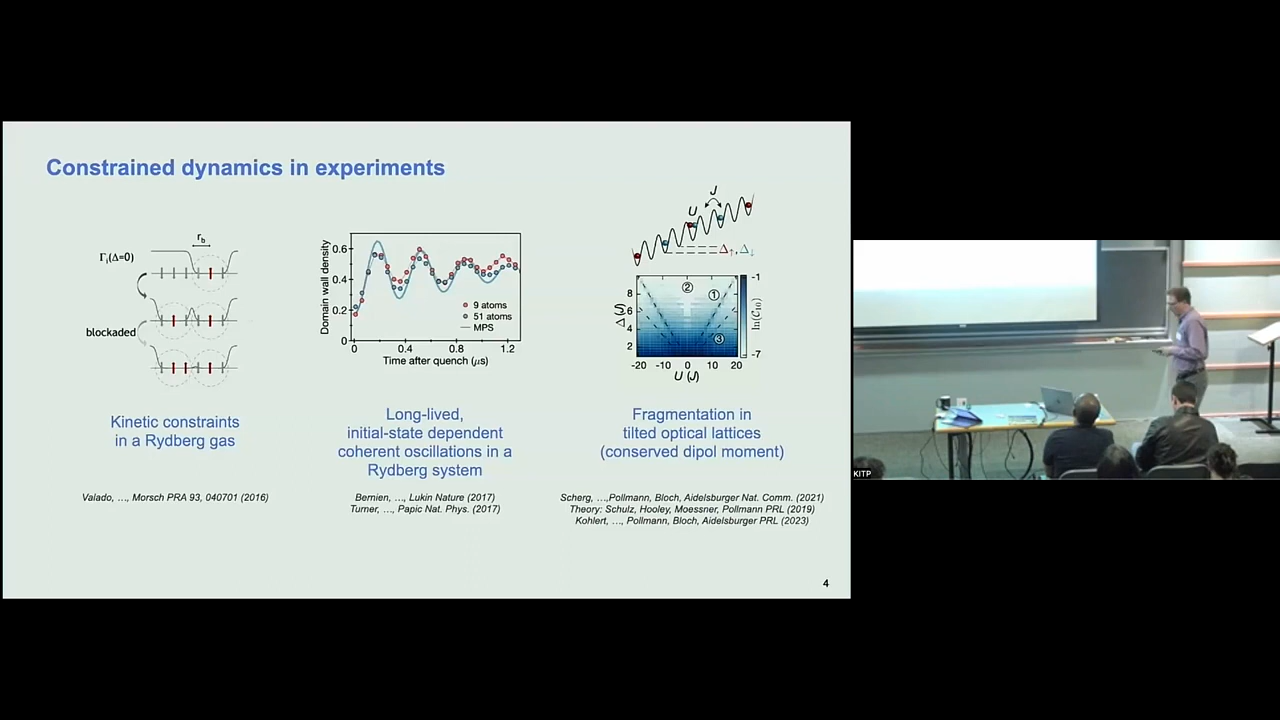 Constrained dynamics in experiments
r_b
Γ_i(Δ=0)
blockaded
Domain wall density
0.6
0.4
0.2
0
9 atoms
51 atoms
MPS
0 0.4 0.8 1.2
Time after quench (μs)
J
U
Δ↑, Δ↓
Δ (J)
8
6
4
2
② ① ③
-20 -10 0 10 20
U (J)
-1
ln(C_10)
-7
Kinetic constraints
in a Rydberg gas
Valado, …, Morsch PRA 93, 040701 (2016)
Long-lived,
initial-state dependent
coherent oscillations in a
Rydberg system
Bernien, …, Lukin Nature (2017)
Turner, …, Papic Nat. Phys. (2017)
Fragmentation in
tilted optical lattices
(conserved dipol moment)
Scherg, …,Pollmann, Bloch, Aidelsburger Nat. Comm. (2021)
Theory: Schulz, Hooley, Moessner, Pollmann PRL (2019)
Kohlert, …, Pollmann, Bloch, Aidelsburger PRL (2023)
4
KITP